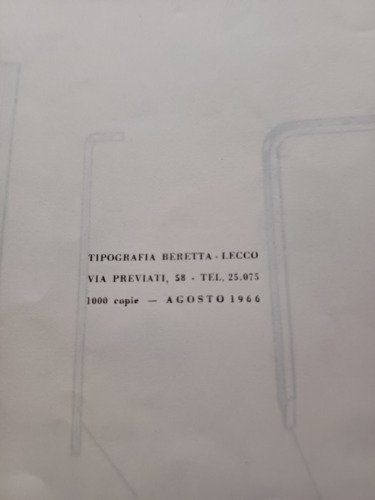 TIPOGRAFIA BERETTA - LECCO
VIA PREVIATI, 58 - TEL. 25.075
1000 copie — AGOSTO 1966